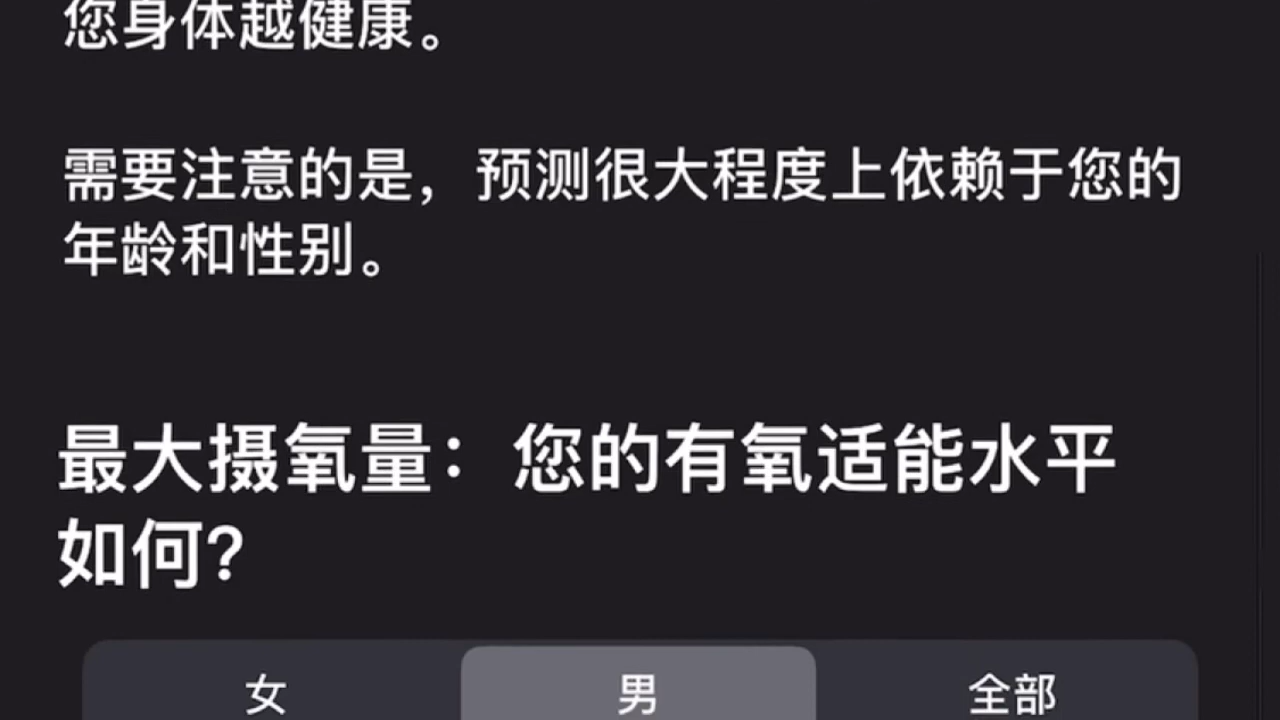 您身体越健康。
需要注意的是，预测很大程度上依赖于您的
年龄和性别。
最大摄氧量：您的有氧适能水平
如何？
女 男 全部